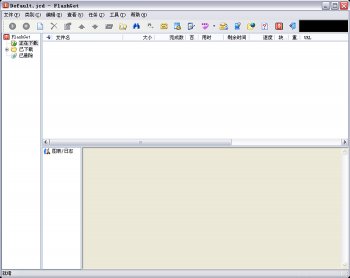 Default.jcd - FlashGet
文件(F) 类别(C) 编辑(E) 查看(V) 任务(J) 工具(T) 帮助(H)
FlashGet
正在下载
已下载
已删除
文件名 大小 完成数 百 用时 剩余时间 速度 块 重 URL
图表/日志
就绪